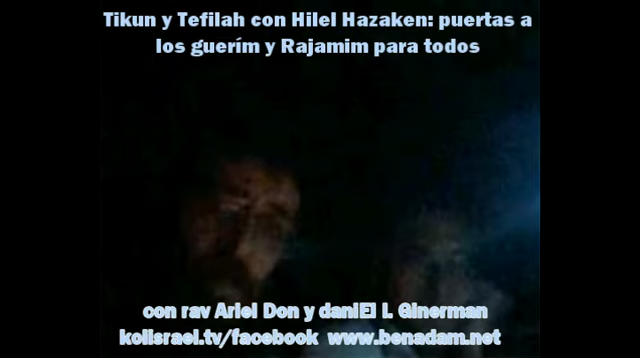 Tikun y Tefilah con Hilel Hazaken: puertas a
los guerím y Rajamim para todos
con rav Ariel Don y daniEl I. Ginerman
kolisrael.tv/facebook www.benadam.net